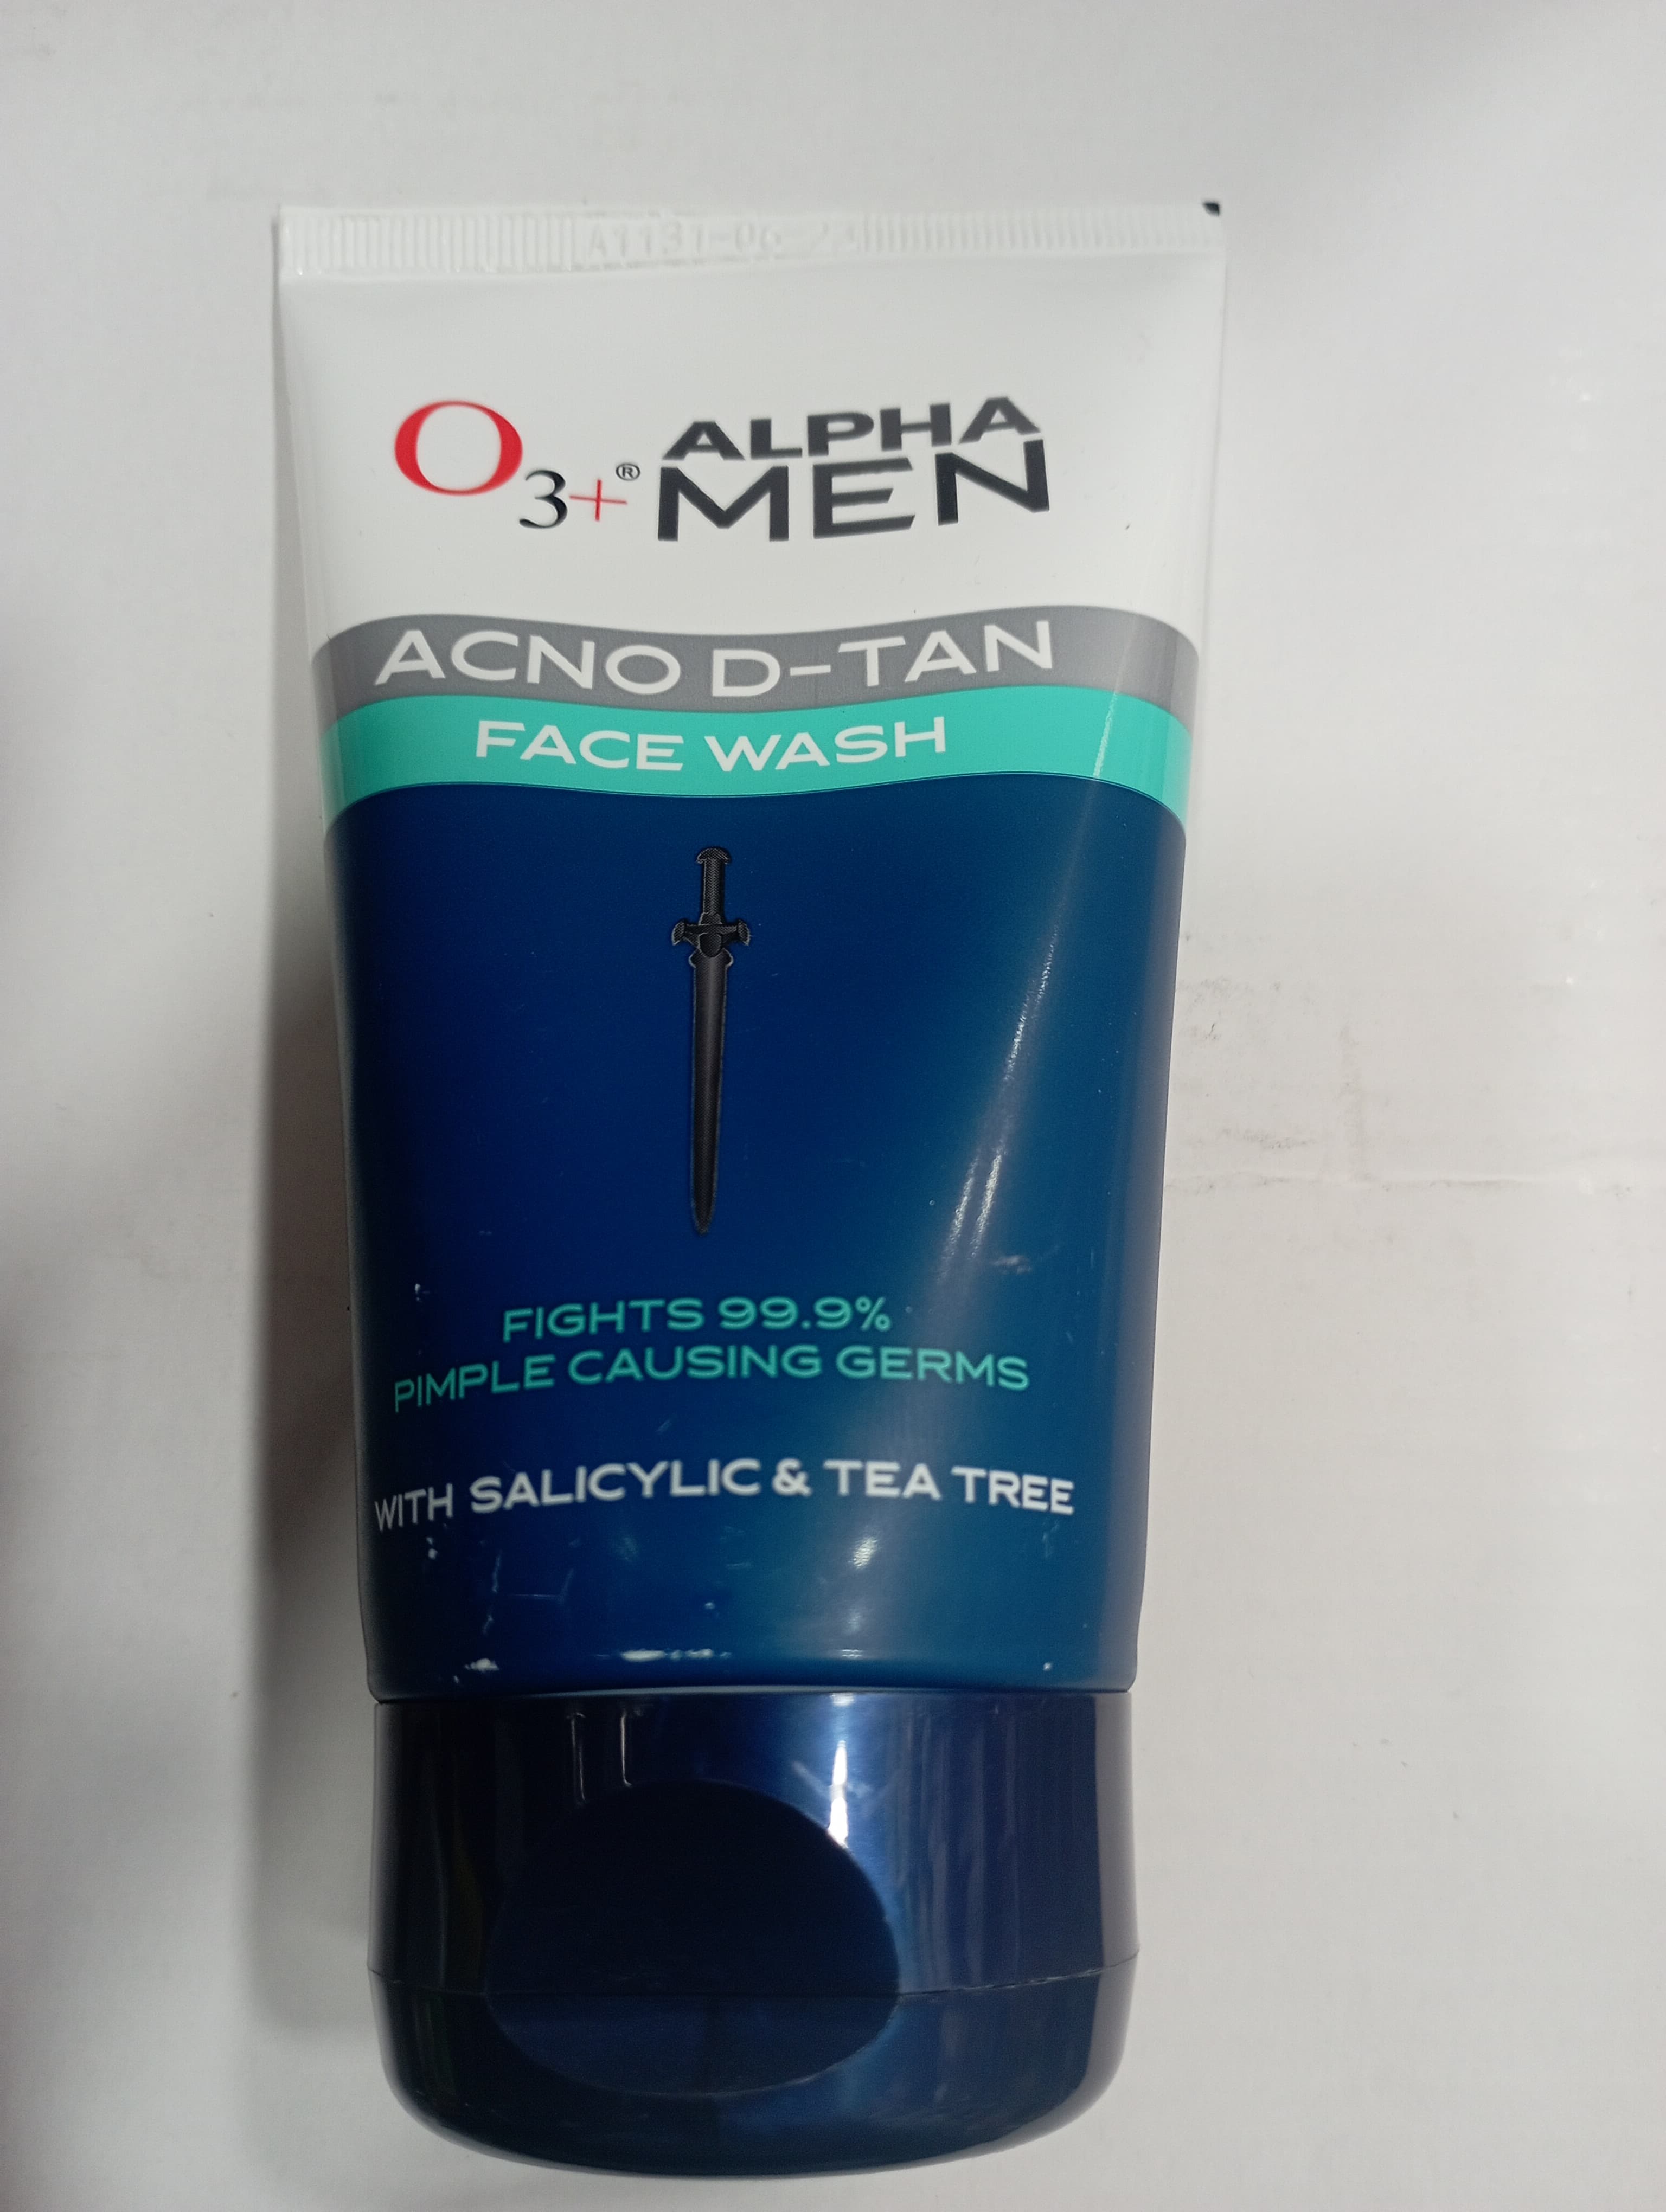 O3+® ALPHA MEN
ACNO D-TAN
FACE WASH
FIGHTS 99.9%
PIMPLE CAUSING GERMS
WITH SALICYLIC & TEA TREE